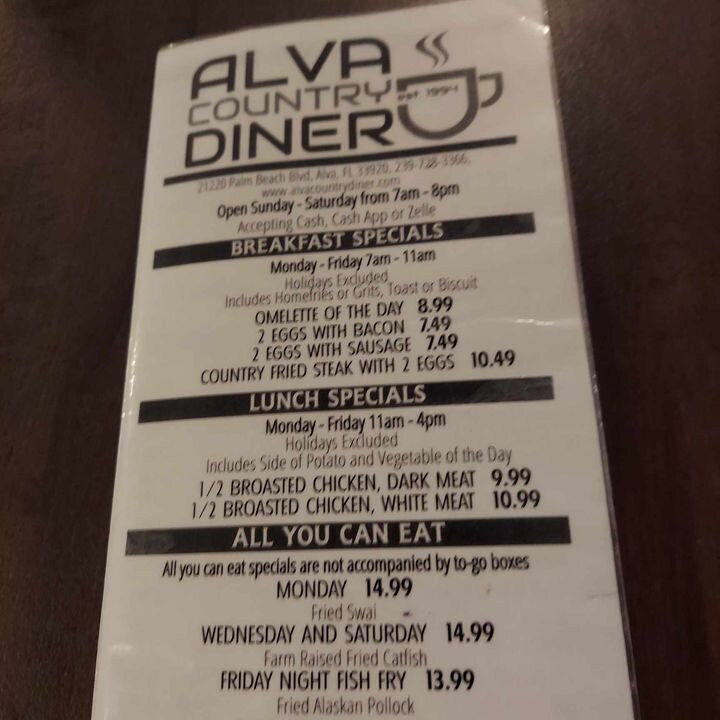 ALVA
COUNTRY
DINER
EST 1994
21220 Palm Beach Blvd, Alva, FL 33920, 239-728-3366,
www.alvacountrydiner.com
Open Sunday - Saturday from 7am - 8pm
Accepting Cash, Cash App or Zelle
BREAKFAST SPECIALS
Monday - Friday 7am - 11am
Holidays Excluded
Includes Homefries or Grits, Toast or Biscuit
OMELETTE OF THE DAY 8.99
2 EGGS WITH BACON 7.49
2 EGGS WITH SAUSAGE 7.49
COUNTRY FRIED STEAK WITH 2 EGGS 10.49
LUNCH SPECIALS
Monday - Friday 11am - 4pm
Holidays Excluded
Includes Side of Potato and Vegetable of the Day
1/2 BROASTED CHICKEN, DARK MEAT 9.99
1/2 BROASTED CHICKEN, WHITE MEAT 10.99
ALL YOU CAN EAT
All you can eat specials are not accompanied by to-go boxes
MONDAY 14.99
Fried Swai
WEDNESDAY AND SATURDAY 14.99
Farm Raised Fried Catfish
FRIDAY NIGHT FISH FRY 13.99
Fried Alaskan Pollock